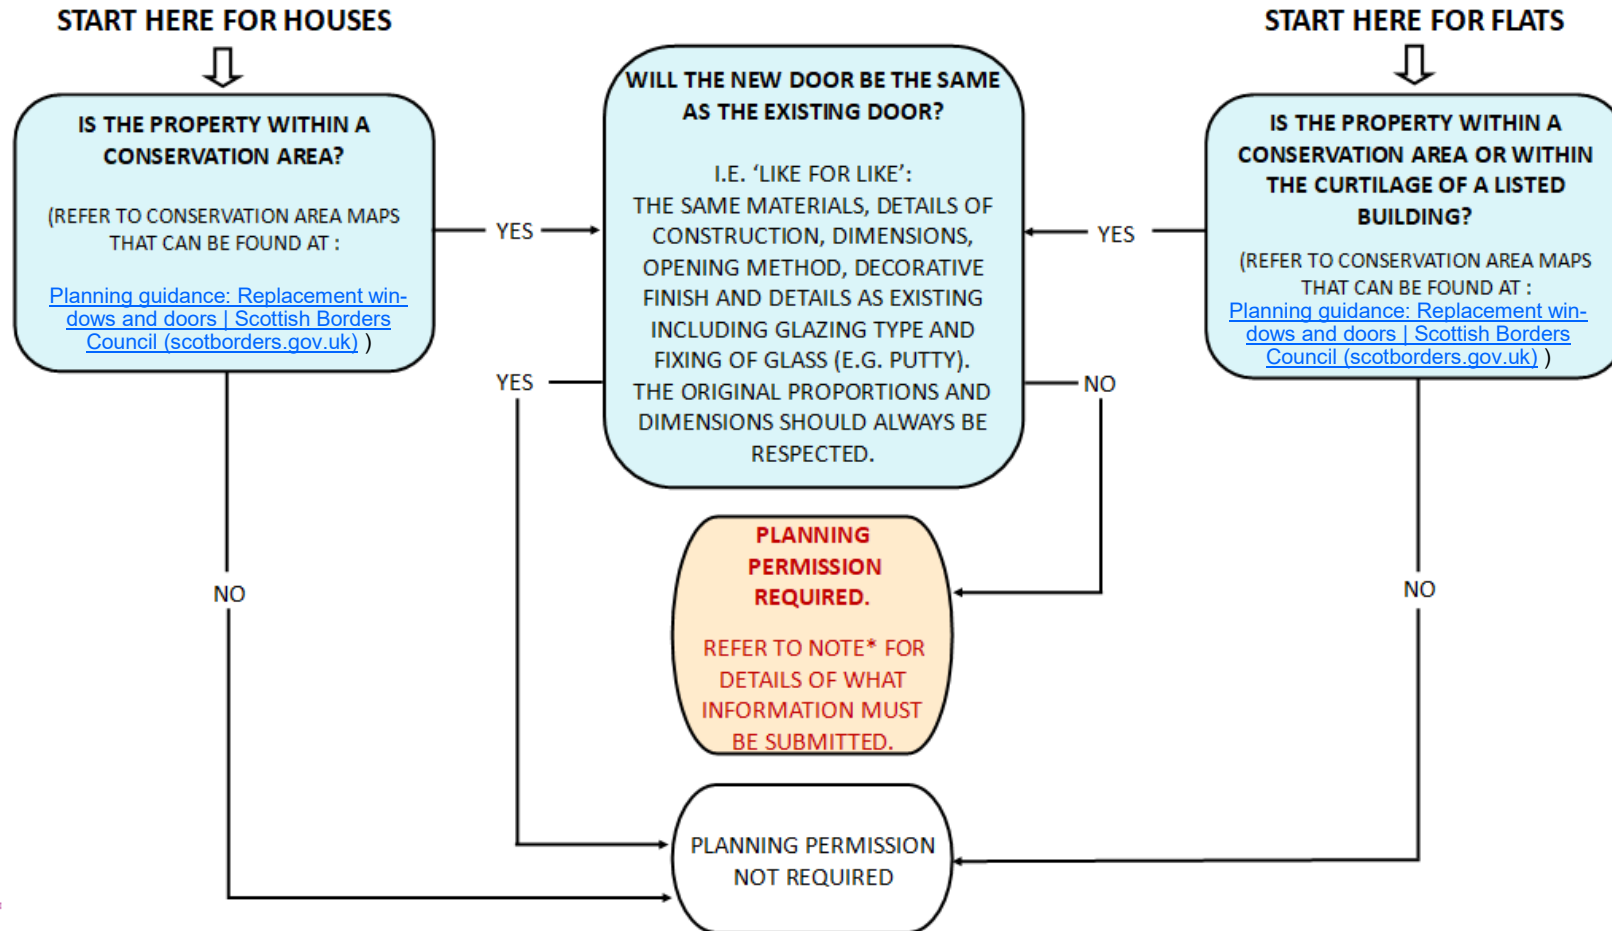 START HERE FOR HOUSES
IS THE PROPERTY WITHIN A
CONSERVATION AREA?
(REFER TO CONSERVATION AREA MAPS
THAT CAN BE FOUND AT :
Planning guidance: Replacement win-
dows and doors | Scottish Borders
Council (scotborders.gov.uk) )
YES
NO
WILL THE NEW DOOR BE THE SAME
AS THE EXISTING DOOR?
I.E. ‘LIKE FOR LIKE’:
THE SAME MATERIALS, DETAILS OF
CONSTRUCTION, DIMENSIONS,
OPENING METHOD, DECORATIVE
FINISH AND DETAILS AS EXISTING
INCLUDING GLAZING TYPE AND
FIXING OF GLASS (E.G. PUTTY).
THE ORIGINAL PROPORTIONS AND
DIMENSIONS SHOULD ALWAYS BE
RESPECTED.
YES
NO
START HERE FOR FLATS
IS THE PROPERTY WITHIN A
CONSERVATION AREA OR WITHIN
THE CURTILAGE OF A LISTED
BUILDING?
(REFER TO CONSERVATION AREA MAPS
THAT CAN BE FOUND AT :
Planning guidance: Replacement win-
dows and doors | Scottish Borders
Council (scotborders.gov.uk) )
YES
NO
PLANNING
PERMISSION
REQUIRED.
REFER TO NOTE* FOR
DETAILS OF WHAT
INFORMATION MUST
BE SUBMITTED.
PLANNING PERMISSION
NOT REQUIRED